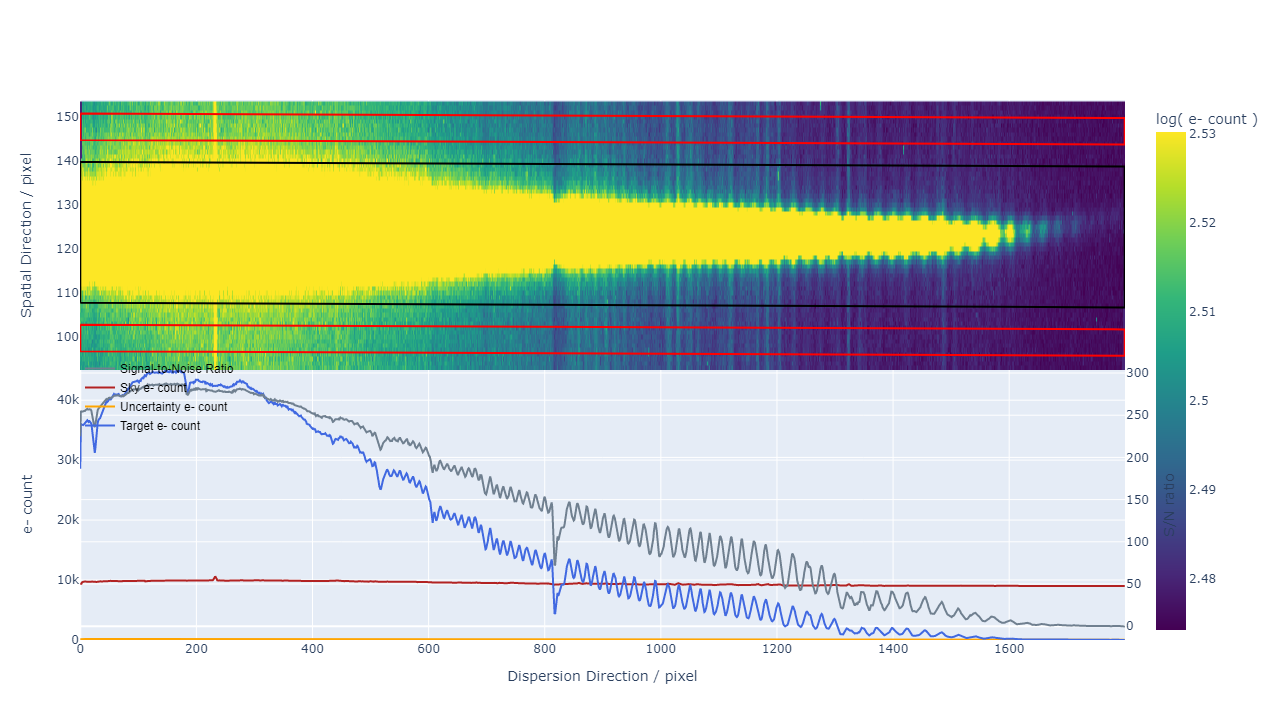 log( e- count )
150
140
130
120
110
100
Spatial Direction / pixel
2.53
2.52
2.51
2.5
2.49
2.48
Signal-to-Noise Ratio
Sky e- count
Uncertainty e- count
Target e- count
40k
30k
20k
10k
0
e- count
300
250
200
150
100
50
0
S/N ratio
0
200
400
600
800
1000
1200
1400
1600
Dispersion Direction / pixel